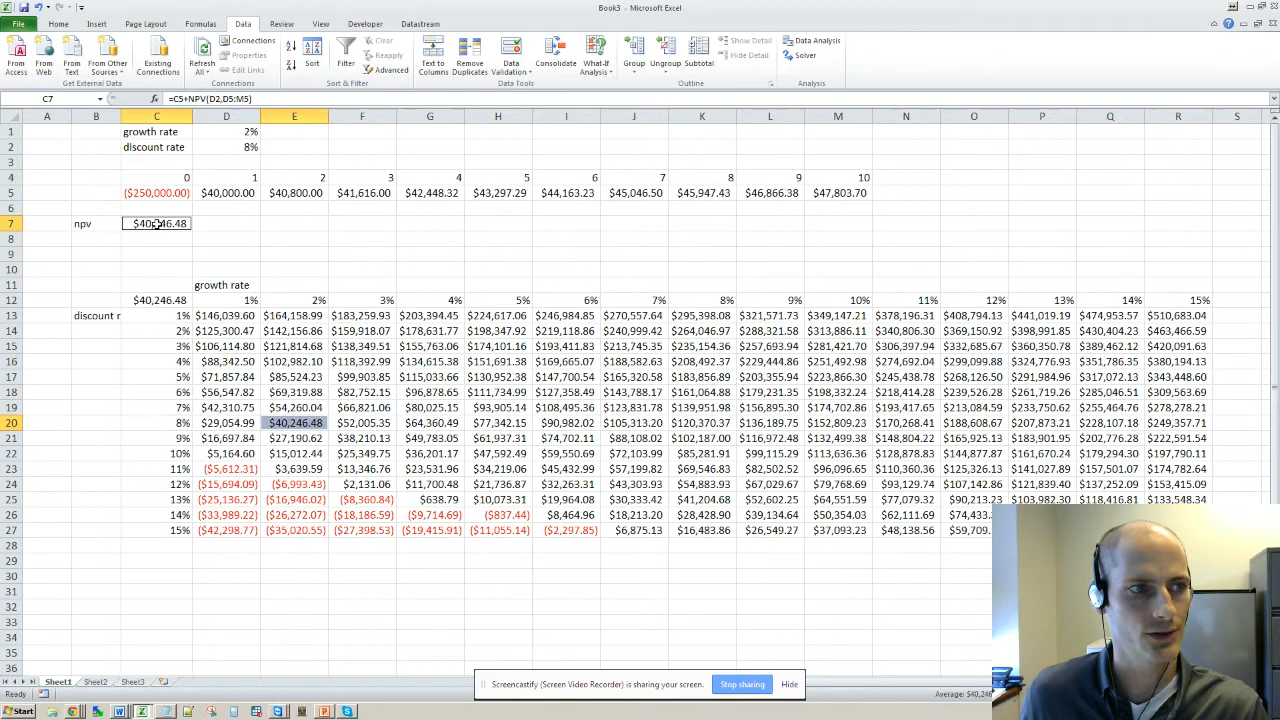 Book3 - Microsoft Excel
File Home Insert Page Layout Formulas Data Review View Developer Datastream
From Access From Web From Text From Other Sources Existing Connections Refresh All Connections Properties Edit Links Sort Filter Clear Reapply Advanced Text to Columns Remove Duplicates Data Validation Consolidate What-If Analysis Group Ungroup Subtotal Show Detail Hide Detail Data Analysis Solver
Get External Data Connections Sort & Filter Data Tools Outline Analysis
C7 fx =C5+NPV(D2,D5:M5)
A B C D E F G H I J K L M N O P Q R S
1 growth rate 2%
2 discount rate 8%
3
4 0 1 2 3 4 5 6 7 8 9 10
5 ($250,000.00) $40,000.00 $40,800.00 $41,616.00 $42,448.32 $43,297.29 $44,163.23 $45,046.50 $45,947.43 $46,866.38 $47,803.70
6
7 npv $40,246.48
8
9
10
11 growth rate
12 $40,246.48 1% 2% 3% 4% 5% 6% 7% 8% 9% 10% 11% 12% 13% 14% 15%
13 discount r 1% $146,039.60 $164,158.99 $183,259.93 $203,394.45 $224,617.06 $246,984.85 $270,557.64 $295,398.08 $321,571.73 $349,147.21 $378,196.31 $408,794.13 $441,019.19 $474,953.57 $510,683.04
14 2% $125,300.47 $142,156.86 $159,918.07 $178,631.77 $198,347.92 $219,118.86 $240,999.42 $264,046.97 $288,321.58 $313,886.11 $340,806.30 $369,150.92 $398,991.85 $430,404.23 $463,466.59
15 3% $106,114.80 $121,814.68 $138,349.51 $155,763.06 $174,101.16 $193,411.83 $213,744.28 $235,154.36 $257,693.94 $281,421.70 $306,397.94 $332,685.67 $360,350.78 $389,462.12 $420,091.63
16 4% $88,342.50 $102,982.10 $118,392.99 $134,615.38 $151,691.38 $169,665.07 $188,582.63 $208,492.37 $229,444.86 $251,492.98 $274,692.04 $299,099.88 $324,776.93 $351,786.35 $380,194.13
17 5% $71,857.84 $85,524.23 $99,903.85 $115,033.66 $130,952.38 $147,700.54 $165,320.58 $183,856.89 $203,355.94 $223,866.30 $245,438.78 $268,126.50 $291,984.96 $317,072.13 $343,448.60
18 6% $56,547.82 $69,319.88 $82,752.15 $96,878.65 $111,734.99 $127,358.49 $143,788.17 $161,064.88 $179,231.35 $198,332.24 $218,414.28 $239,526.26 $261,719.26 $285,046.68 $309,564.45
19 7% $42,310.75 $54,260.04 $66,821.06 $80,025.15 $93,905.14 $108,495.36 $123,831.78 $139,951.98 $156,895.30 $174,702.86 $193,417.65 $213,084.59 $233,750.62 $255,464.76 $278,278.21
20 8% $29,054.99 $40,246.48 $52,005.35 $64,360.49 $77,342.15 $90,982.02 $105,313.20 $120,370.37 $136,189.75 $152,809.23 $170,268.41 $188,608.67 $207,873.21 $228,107.18 $249,357.71
21 9% $16,697.84 $27,190.62 $38,210.13 $49,783.05 $61,937.31 $74,702.11 $88,108.02 $102,187.00 $116,972.48 $132,499.38 $148,804.22 $165,925.13 $183,901.95 $202,776.28 $222,591.54
22 10% $5,164.60 $15,012.44 $25,349.75 $36,201.17 $47,592.49 $59,550.69 $72,103.77 $85,281.91 $99,115.29 $113,636.38 $128,878.83 $144,877.24 $161,670.24 $179,296.77 $197,790.11
23 11% ($5,612.31) $3,639.59 $13,346.76 $23,531.96 $34,219.06 $45,432.99 $57,199.82 $69,546.83 $82,502.52 $96,096.65 $110,360.36 $125,326.13 $141,027.89 $157,501.07 $174,782.64
24 12% ($15,694.09) ($6,993.43) $2,131.06 $11,700.48 $21,736.87 $32,263.31 $43,303.93 $54,883.93 $67,029.79 $79,768.71 $93,129.74 $107,142.86 $121,839.06 $137,252.09 $153,415.09
25 13% ($25,136.27) ($16,946.02) ($8,360.84) $638.79 $10,073.31 $19,964.08 $30,333.42 $41,204.68 $52,602.25 $64,551.59 $77,079.32 $90,213.23 $103,982.30 $118,416.81 $133,548.34
26 14% ($33,989.22) ($26,272.07) ($18,186.59) ($9,714.69) ($837.44) $8,464.96 $18,213.20 $28,428.90 $39,134.64 $50,354.03 $62,111.69 $74,433.
27 15% ($42,298.77) ($35,020.55) ($27,398.53) ($19,415.91) ($11,055.14) ($2,297.85) $6,875.13 $16,483.86 $26,549.27 $37,093.23 $48,138.56 $59,709.
28
29
30
31
32
33
34
35
36
Sheet1 Sheet2 Sheet3
Screencastify (Screen Video Recorder) is sharing your screen. Stop sharing Hide
Ready Average: $40,246
Start